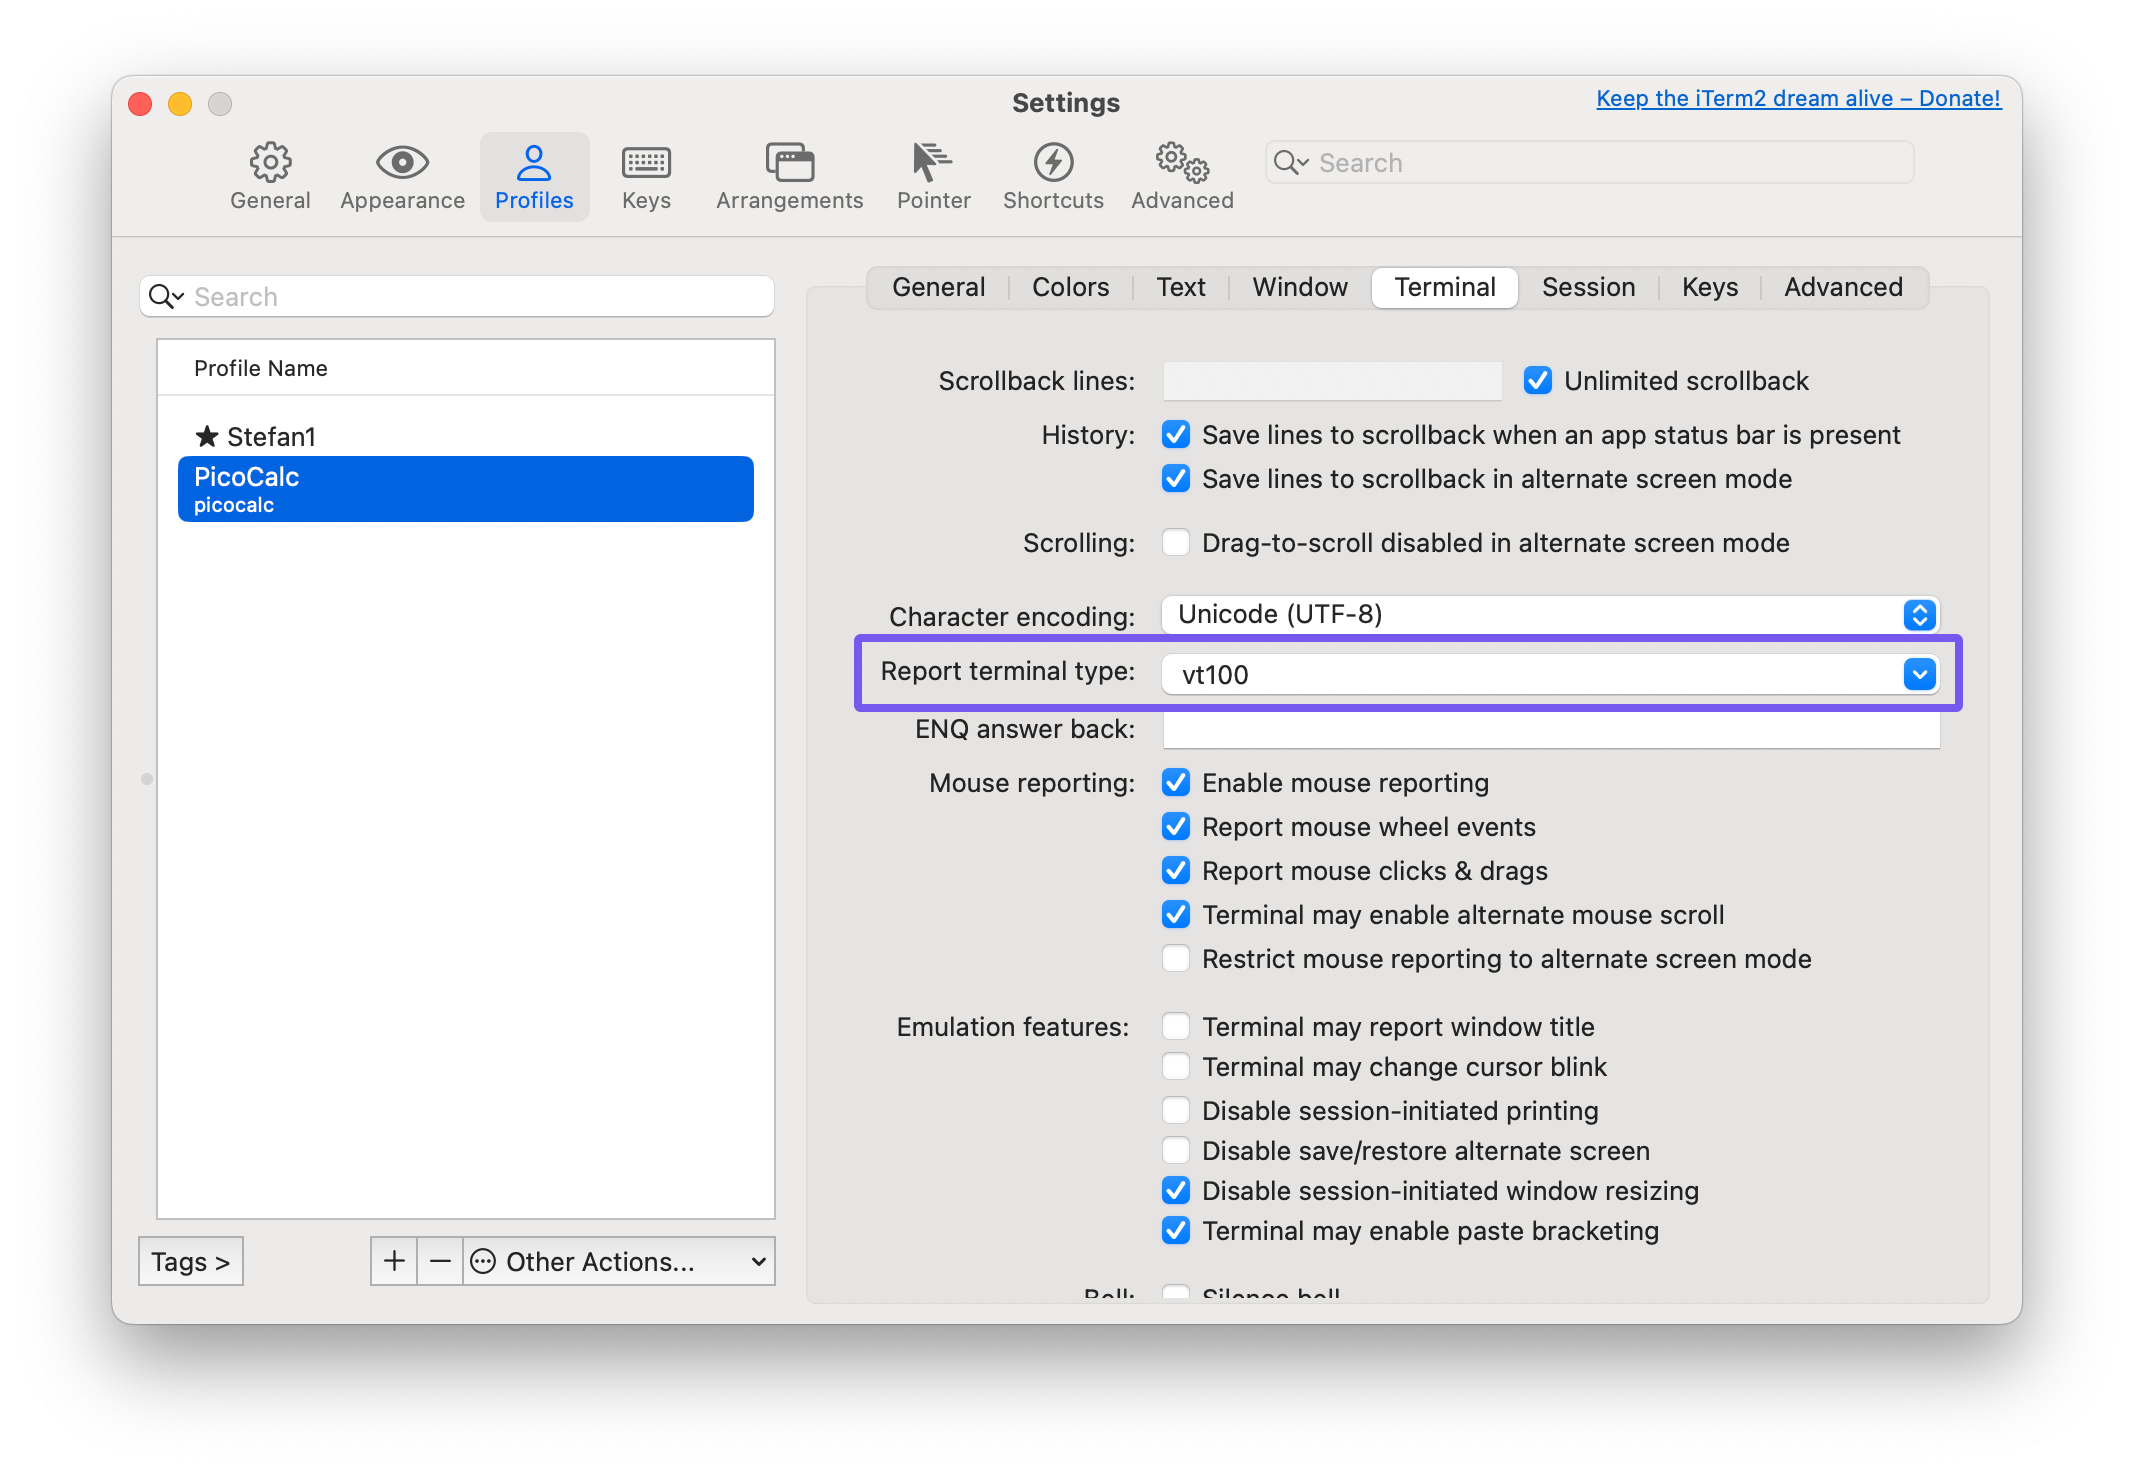 Settings
Keep the iTerm2 dream alive – Donate!
General
Appearance
Profiles
Keys
Arrangements
Pointer
Shortcuts
Advanced
Search
Search
Profile Name
★ Stefan1
PicoCalc
picocalc
Tags >
+
−
Other Actions...
General
Colors
Text
Window
Terminal
Session
Keys
Advanced
Scrollback lines:
Unlimited scrollback
History:
Save lines to scrollback when an app status bar is present
Save lines to scrollback in alternate screen mode
Scrolling:
Drag-to-scroll disabled in alternate screen mode
Character encoding:
Unicode (UTF-8)
Report terminal type:
vt100
ENQ answer back:
Mouse reporting:
Enable mouse reporting
Report mouse wheel events
Report mouse clicks & drags
Terminal may enable alternate mouse scroll
Restrict mouse reporting to alternate screen mode
Emulation features:
Terminal may report window title
Terminal may change cursor blink
Disable session-initiated printing
Disable save/restore alternate screen
Disable session-initiated window resizing
Terminal may enable paste bracketing
Bell:
Silence bell